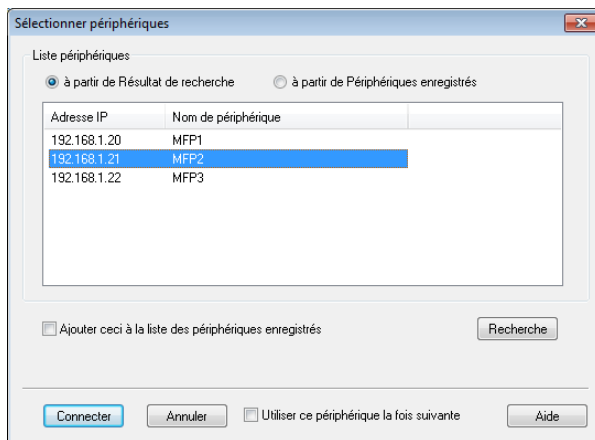 Sélectionner périphériques
Liste périphériques
à partir de Résultat de recherche à partir de Périphériques enregistrés
Adresse IP Nom de périphérique
192.168.1.20 MFP1
192.168.1.21 MFP2
192.168.1.22 MFP3
Ajouter ceci à la liste des périphériques enregistrés Recherche
Connecter Annuler Utiliser ce périphérique la fois suivante Aide